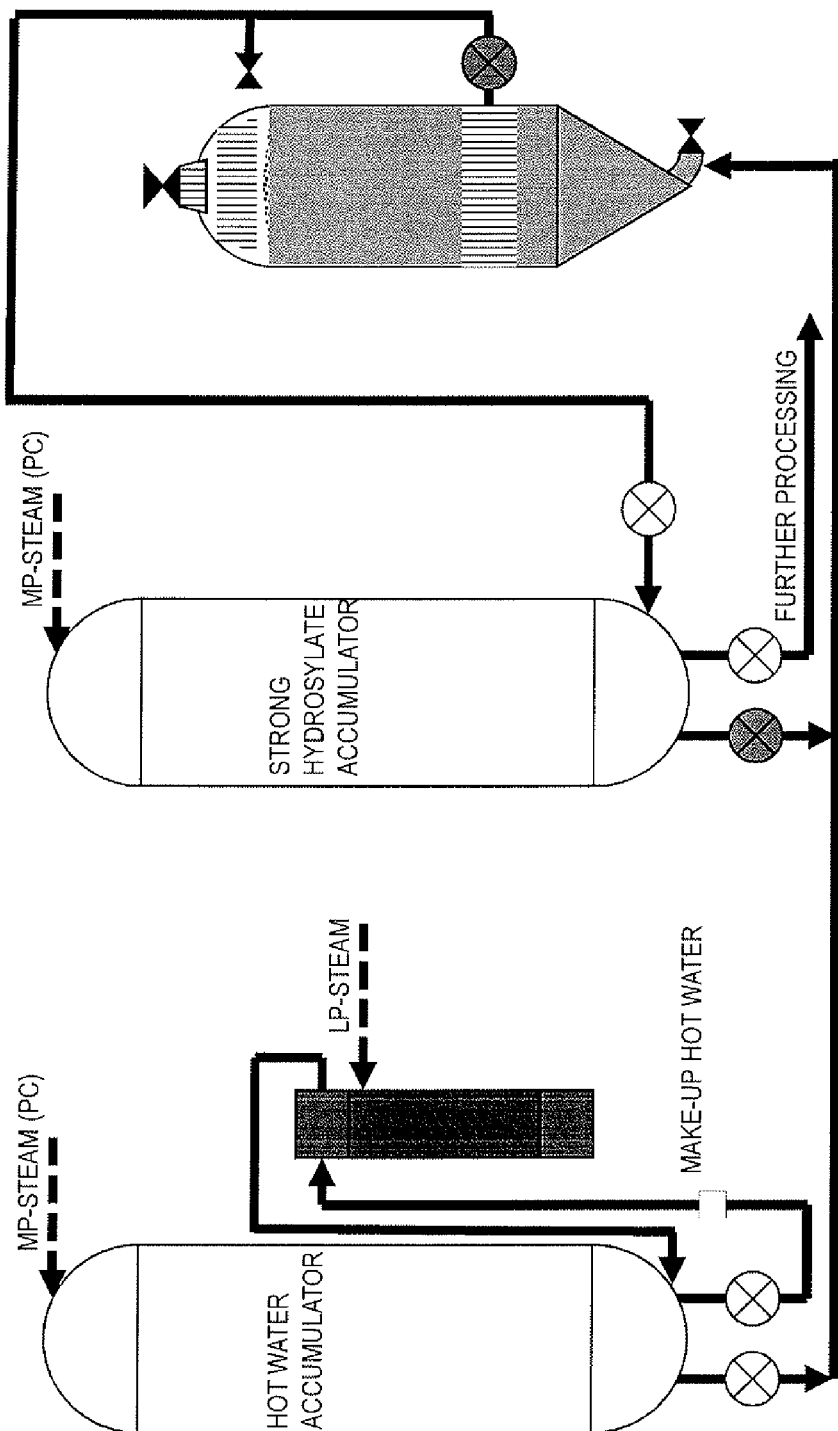 MP-STEAM (PC)
HOT WATER
ACCUMULATOR
LP-STEAM
MAKE-UP HOT WATER
MP-STEAM (PC)
STRONG
HYDROSYLATE
ACCUMULATOR
FURTHER PROCESSING